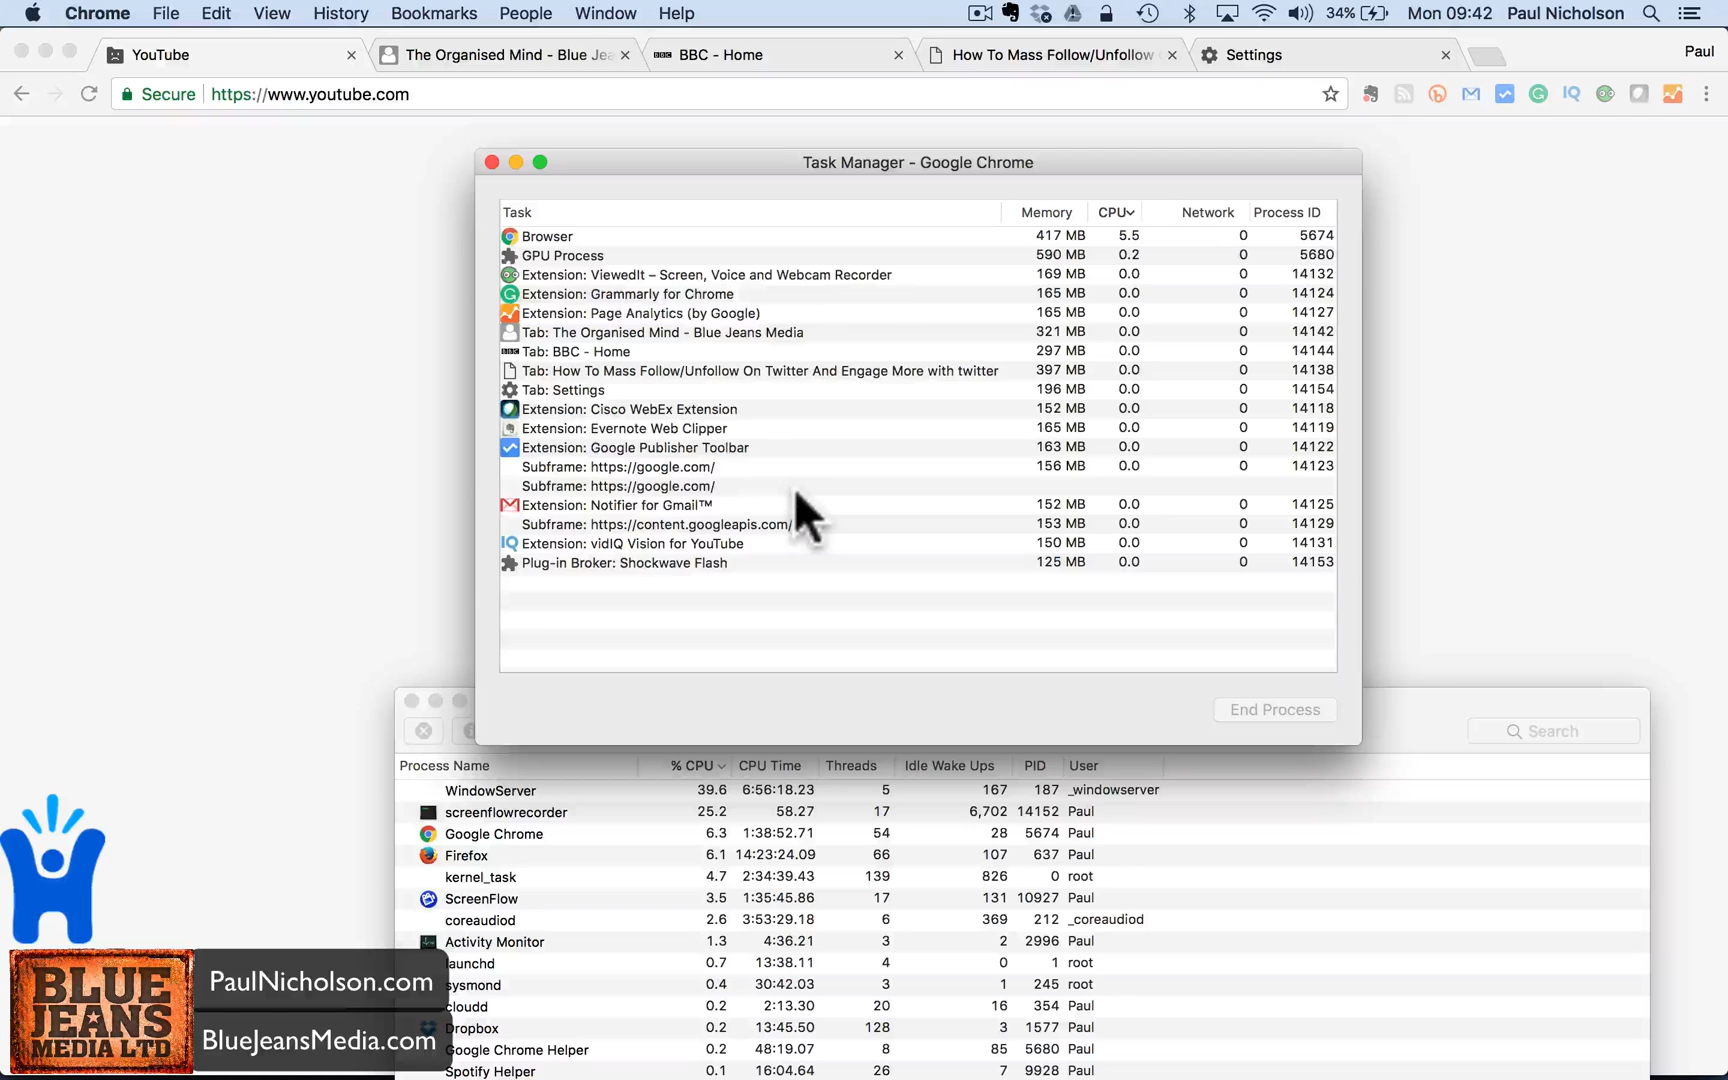 Chrome File Edit View History Bookmarks People Window Help 34% Mon 09:42 Paul Nicholson
YouTube The Organised Mind - Blue Jea BBC - Home How To Mass Follow/Unfollow Settings Paul
Secure https://www.youtube.com
Task Manager - Google Chrome
Task Memory CPU Network Process ID
Browser 417 MB 5.5 0 5674
GPU Process 590 MB 0.2 0 5680
Extension: ViewedIt – Screen, Voice and Webcam Recorder 169 MB 0.0 0 14132
Extension: Grammarly for Chrome 165 MB 0.0 0 14124
Extension: Page Analytics (by Google) 165 MB 0.0 0 14127
Tab: The Organised Mind - Blue Jeans Media 321 MB 0.0 0 14142
Tab: BBC - Home 297 MB 0.0 0 14144
Tab: How To Mass Follow/Unfollow On Twitter And Engage More with twitter 397 MB 0.0 0 14138
Tab: Settings 196 MB 0.0 0 14154
Extension: Cisco WebEx Extension 152 MB 0.0 0 14118
Extension: Evernote Web Clipper 165 MB 0.0 0 14119
Extension: Google Publisher Toolbar 163 MB 0.0 0 14122
Subframe: https://google.com/ 156 MB 0.0 0 14123
Subframe: https://google.com/
Extension: Notifier for Gmail™ 152 MB 0.0 0 14125
Subframe: https://content.googleapis.com/ 153 MB 0.0 0 14129
Extension: vidIQ Vision for YouTube 150 MB 0.0 0 14131
Plug-in Broker: Shockwave Flash 125 MB 0.0 0 14153
End Process
Search
Process Name % CPU CPU Time Threads Idle Wake Ups PID User
WindowServer 39.6 6:56:18.23 5 167 187 _windowserver
screenflowrecorder 25.2 58.27 17 6,702 14152 Paul
Google Chrome 6.3 1:38:52.71 54 28 5674 Paul
Firefox 6.1 14:23:24.09 66 107 637 Paul
kernel_task 4.7 2:34:39.43 139 826 0 root
ScreenFlow 3.5 1:35:45.86 17 131 10927 Paul
coreaudiod 2.6 3:53:29.18 6 369 212 _coreaudiod
Activity Monitor 1.3 4:36.21 3 2 2996 Paul
launchd 0.7 13:38.11 4 0 1 root
sysmond 0.4 30:42.03 3 1 245 root
cloudd 0.2 2:13.30 20 16 354 Paul
Dropbox 0.2 13:45.50 128 3 1577 Paul
Google Chrome Helper 0.2 48:19.07 8 85 5680 Paul
Spotify Helper 0.1 16:04.64 26 7 9928 Paul
BLUE
JEANS
MEDIA LTD
PaulNicholson.com
BlueJeansMedia.com